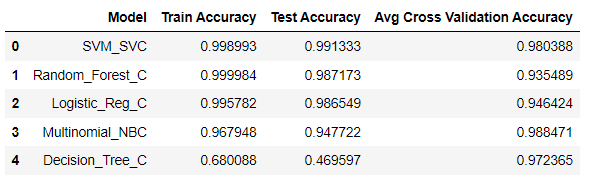 Model Train Accuracy Test Accuracy Avg Cross Validation Accuracy
0 SVM_SVC 0.998993 0.991333 0.980388
1 Random_Forest_C 0.999984 0.987173 0.935489
2 Logistic_Reg_C 0.995782 0.986549 0.946424
3 Multinomial_NBC 0.967948 0.947722 0.988471
4 Decision_Tree_C 0.680088 0.469597 0.972365